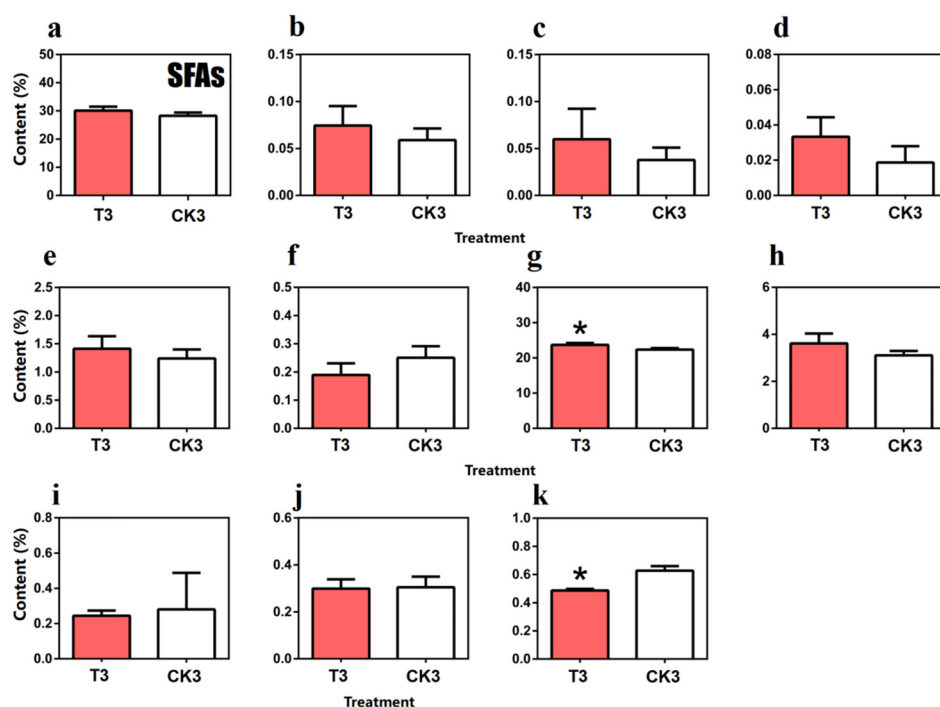 a b c d
Content (%)
50
40
30
20
10
0
SFAs
T3 CK3
0.15
0.10
0.05
0.00
T3 CK3
0.15
0.10
0.05
0.00
T3 CK3
0.08
0.06
0.04
0.02
0.00
T3 CK3
Treatment
e f g h
Content (%)
2.5
2.0
1.5
1.0
0.5
0.0
T3 CK3
0.5
0.4
0.3
0.2
0.1
0.0
T3 CK3
40
30
20
10
0
*
T3 CK3
6
4
2
0
T3 CK3
Treatment
i j k
Content (%)
0.8
0.6
0.4
0.2
0.0
T3 CK3
0.6
0.4
0.2
0.0
T3 CK3
1.0
0.8
0.6
0.4
0.2
0.0
*
T3 CK3
Treatment